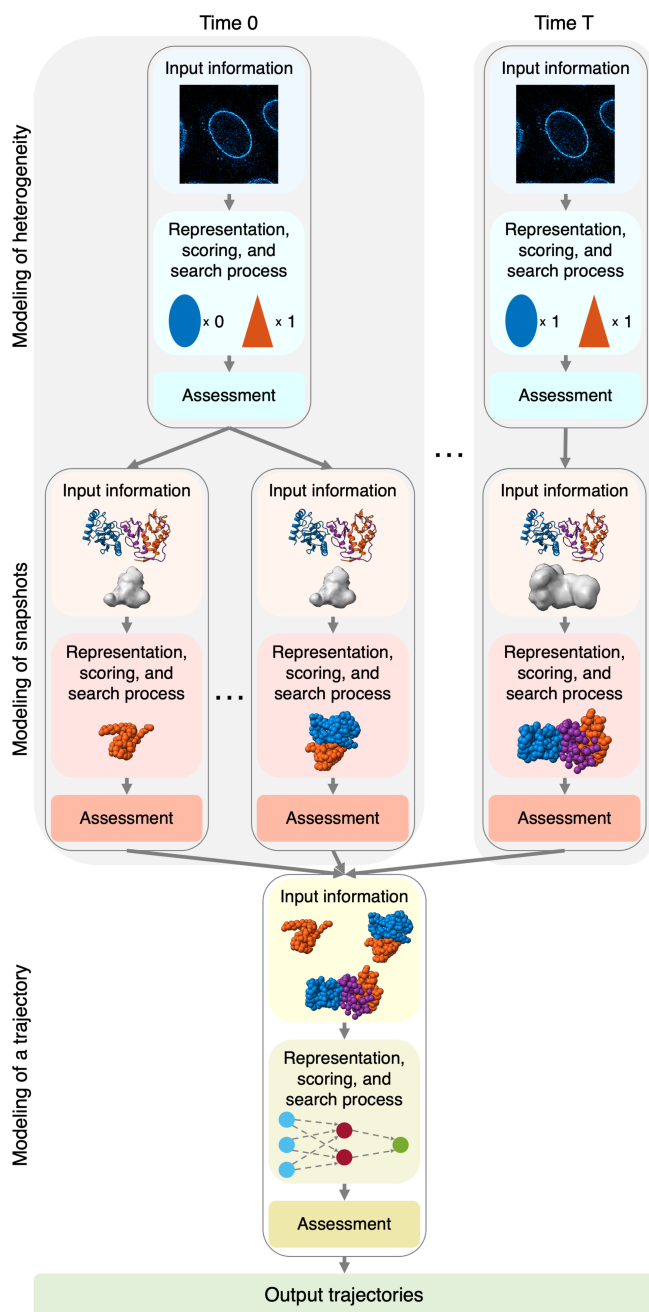 Time 0
Time T
Modeling of heterogeneity
Input information
Input information
Representation,
scoring, and
search process
x 0
x 1
Representation,
scoring, and
search process
x 1
x 1
Assessment
Assessment
...
Modeling of snapshots
Input information
Input information
Input information
Representation,
scoring, and
search process
...
Representation,
scoring, and
search process
Representation,
scoring, and
search process
Assessment
Assessment
Assessment
Modeling of a trajectory
Input information
Representation,
scoring, and
search process
Assessment
Output trajectories